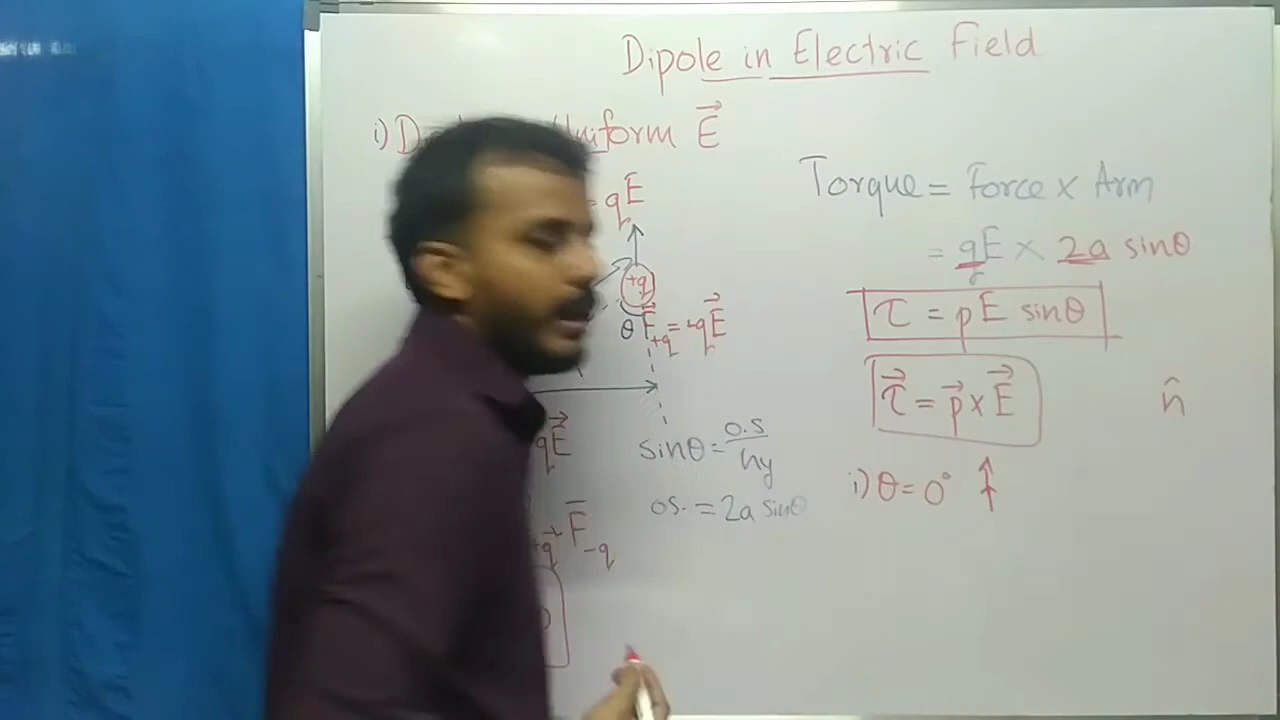 Dipole in Electric Field
i) Uniform E⃗
= qE
+q
θ F⃗+q = +qE⃗
qE⃗
sinθ = o.s/hy
os. = 2a sinθ
+q F̅-q
Torque = Force × Arm
= qE × 2a sinθ
τ = pE sinθ
τ⃗ = p⃗ × E⃗
n̂
i) θ = 0° ↑